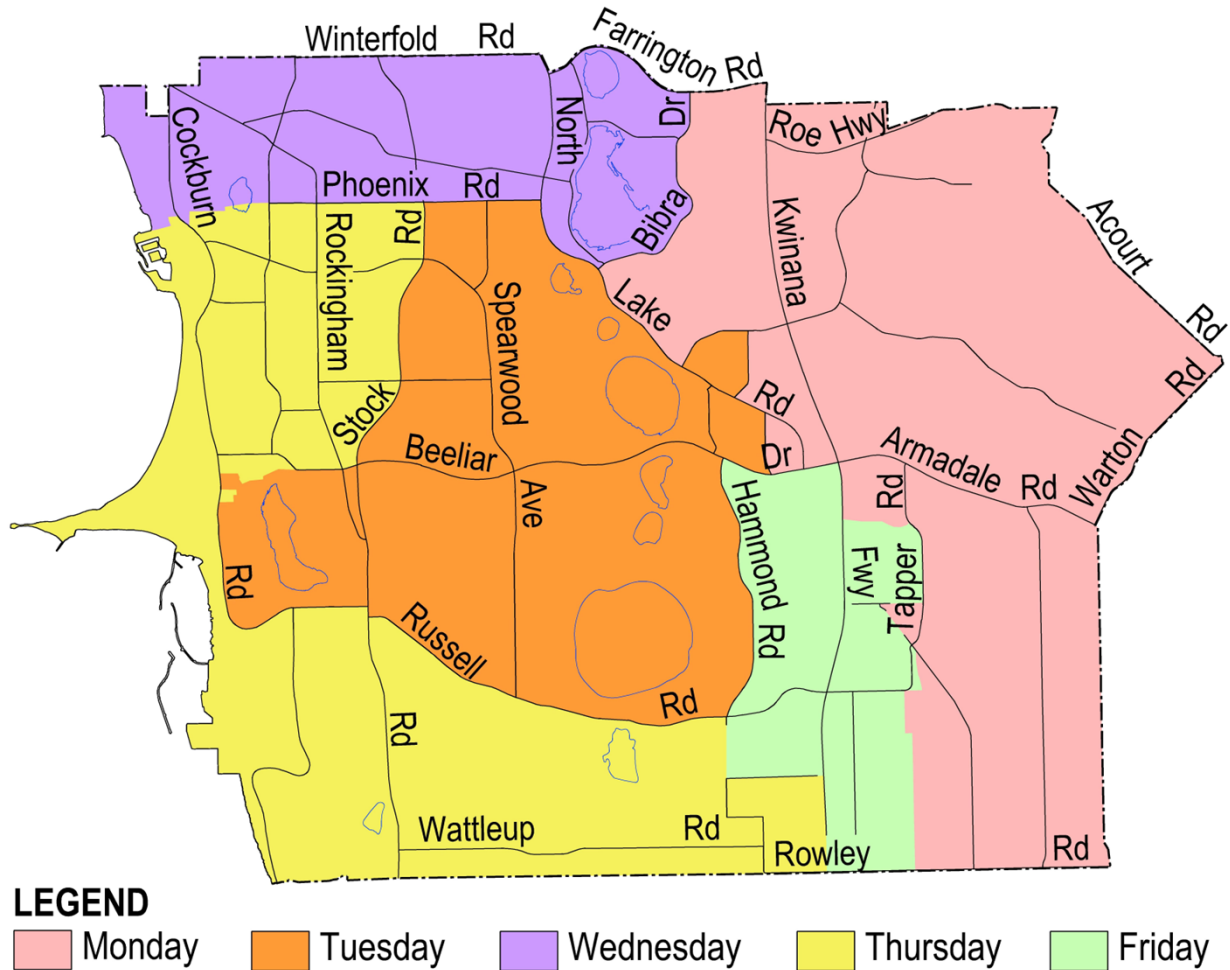 Winterfold Rd
Farrington Rd
Cockburn
North
Dr
Roe Hwy
Phoenix Rd
Bibra
Kwinana
Acourt
Rd
Rockingham
Rd
Spearwood
Lake
Rd
Stock
Rd
Beeliar
Dr
Armadale Rd
Warton
Ave
Hammond Rd
Rd
Fwy
Tapper
Rd
Russell
Rd
Rd
Wattleup Rd
Rowley Rd
LEGEND
Monday Tuesday Wednesday Thursday Friday